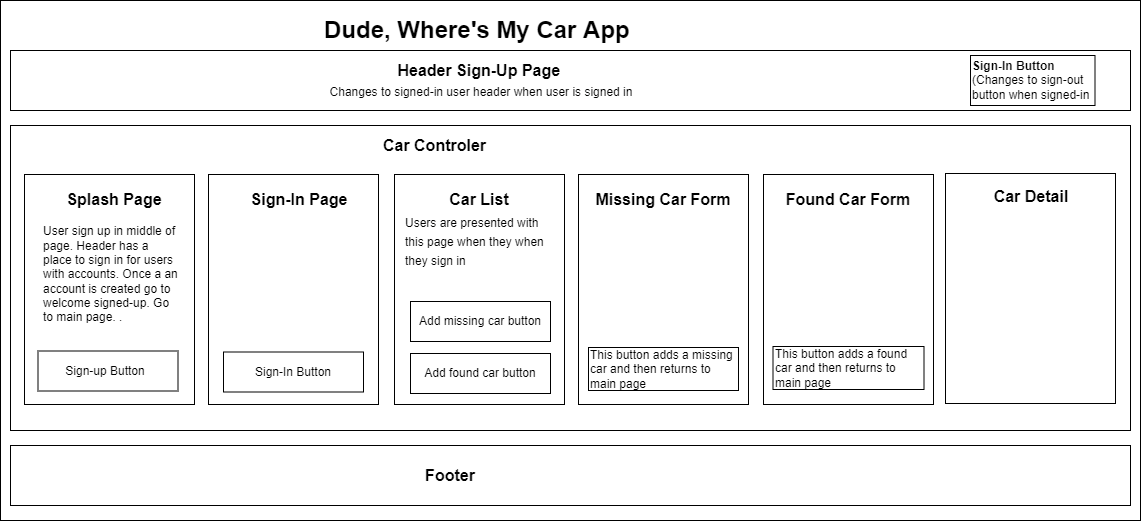 Dude, Where's My Car App
Header Sign-Up Page
Changes to signed-in user header when user is signed in
Sign-In Button
(Changes to sign-out
button when signed-in
Car Controler
Splash Page
User sign up in middle of
page. Header has a
place to sign in for users
with accounts. Once a an
account is created go to
welcome signed-up. Go
to main page. .
Sign-up Button
Sign-In Page
Sign-In Button
Car List
Users are presented with
this page when they when
they sign in
Add missing car button
Add found car button
Missing Car Form
This button adds a missing
car and then returns to
main page
Found Car Form
This button adds a found
car and then returns to
main page
Car Detail
Footer